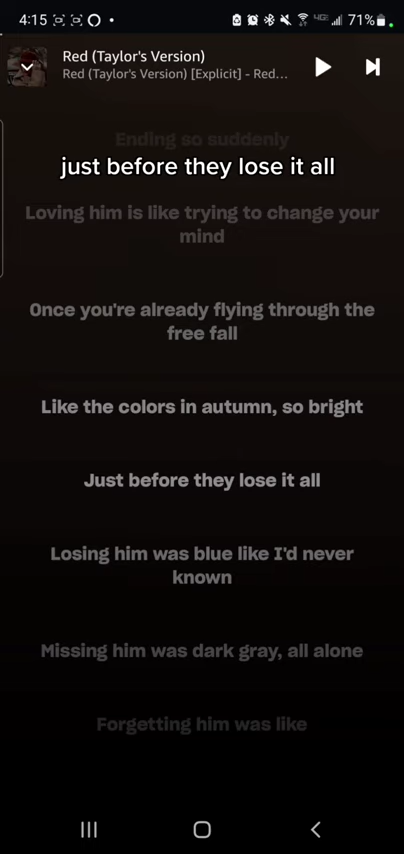 4:15
71%
Red (Taylor's Version)
Red (Taylor's Version) [Explicit] - Red...
Ending so suddenly
just before they lose it all
Loving him is like trying to change your
mind
Once you're already flying through the
free fall
Like the colors in autumn, so bright
Just before they lose it all
Losing him was blue like I'd never
known
Missing him was dark gray, all alone
Forgetting him was like